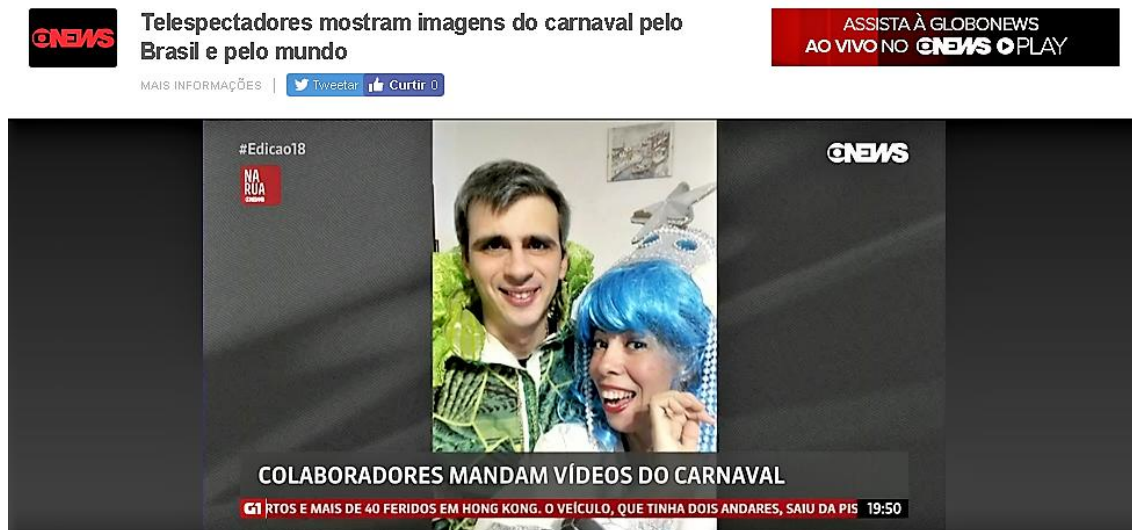 GNEWS
Telespectadores mostram imagens do carnaval pelo
Brasil e pelo mundo
MAIS INFORMAÇÕES
Tweetar
Curtir 0
ASSISTA À GLOBONEWS
AO VIVO NO GNEWS PLAY
#Edicao18
NA
RUA
GNEWS
GNEWS
COLABORADORES MANDAM VÍDEOS DO CARNAVAL
G1 RTOS E MAIS DE 40 FERIDOS EM HONG KONG. O VEÍCULO, QUE TINHA DOIS ANDARES, SAIU DA PIS 19:50